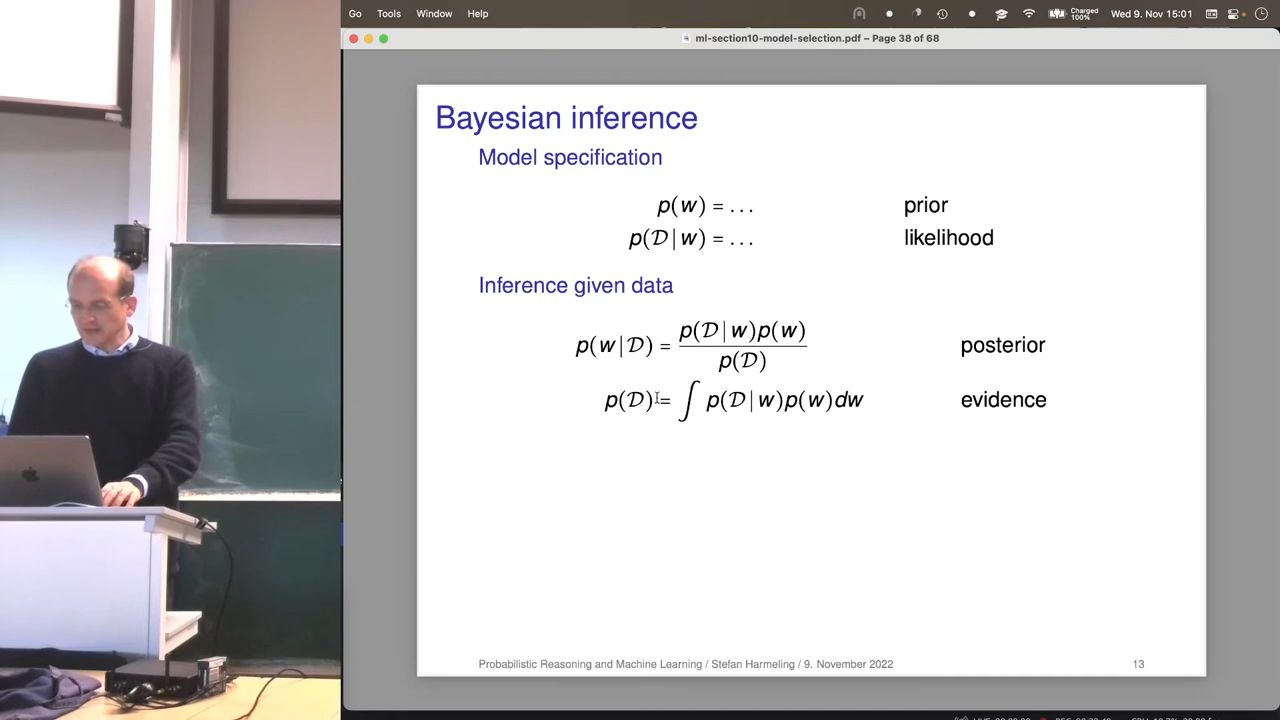 Go Tools Window Help
Charged 100%
Wed 9. Nov 15:01
ml-section10-model-selection.pdf – Page 38 of 68
Bayesian inference
Model specification
p(w) = ... prior
p(𝒟 | w) = ... likelihood
Inference given data
p(w | 𝒟) = p(𝒟 | w)p(w) / p(𝒟) posterior
p(𝒟) = ∫ p(𝒟 | w)p(w)dw evidence
Probabilistic Reasoning and Machine Learning / Stefan Harmeling / 9. November 2022 13